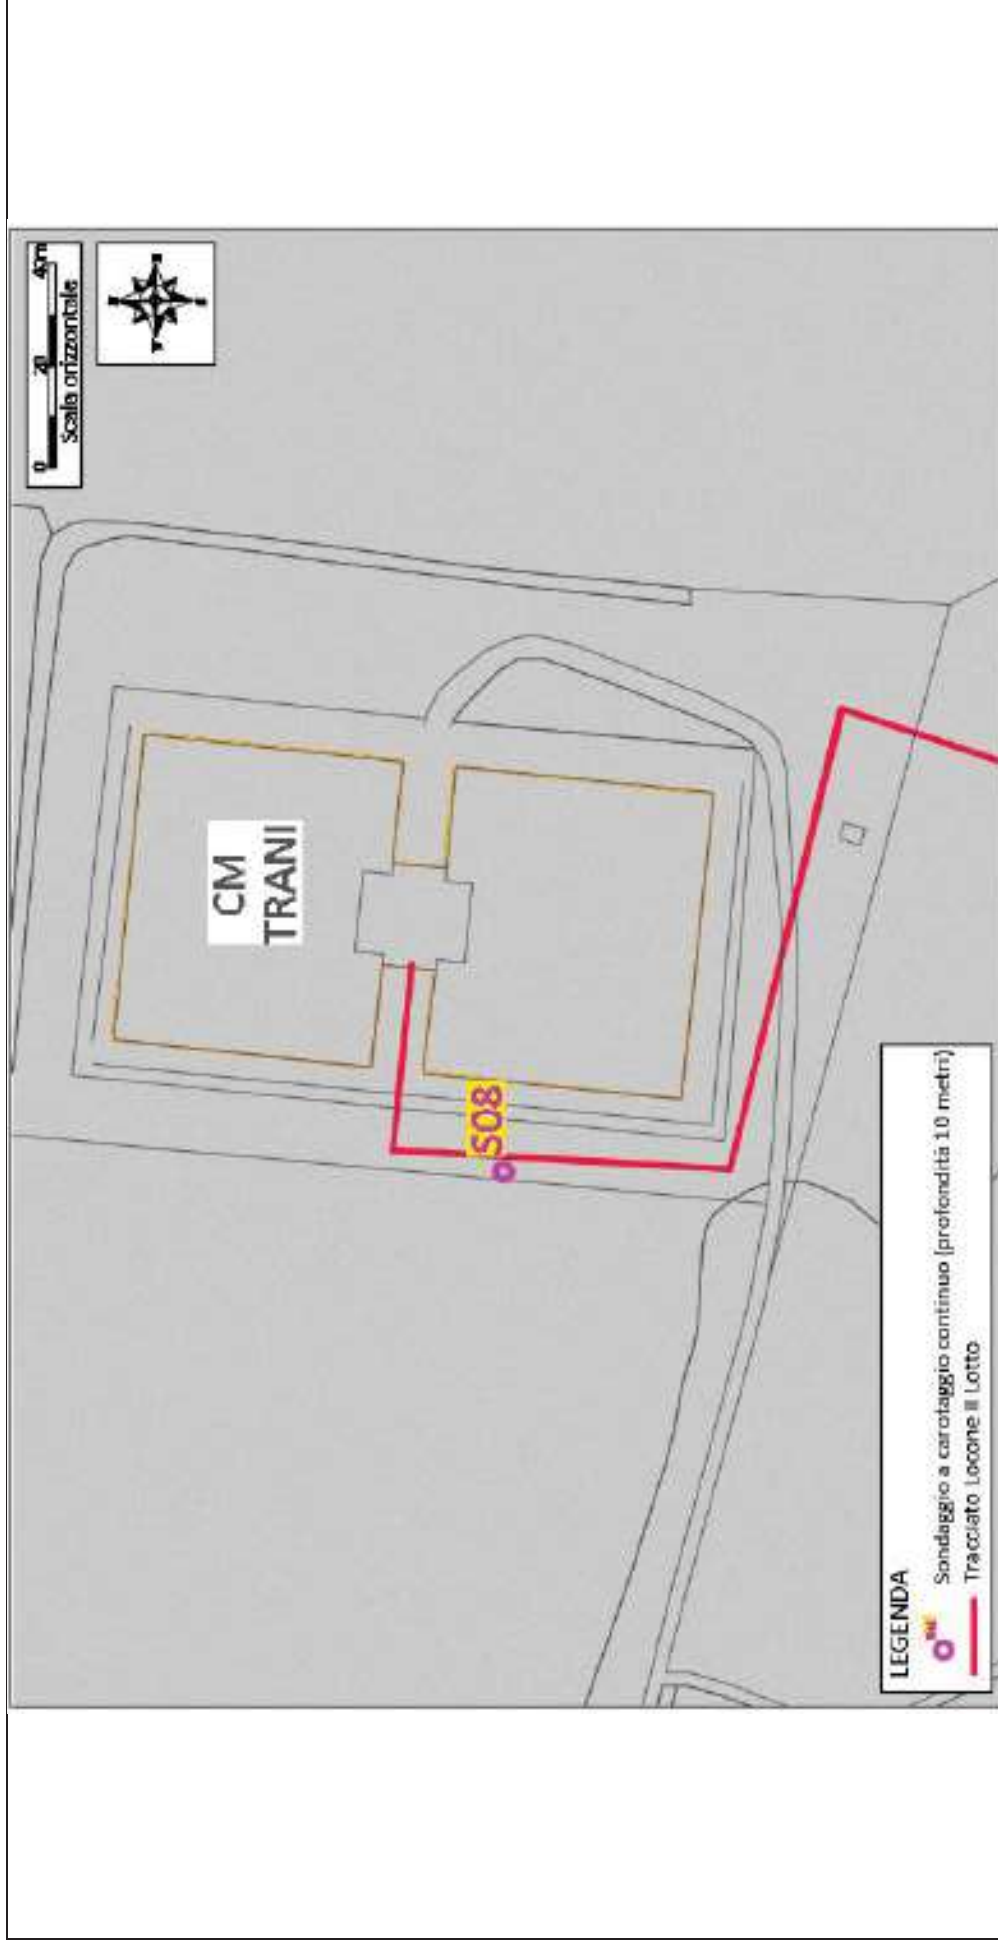 0 20 40m
Scala orizzontale
CM
TRANI
S08
LEGENDA
Sondaggio a carotaggio continuo (profondità 10 metri)
Tracciato Locone II Lotto